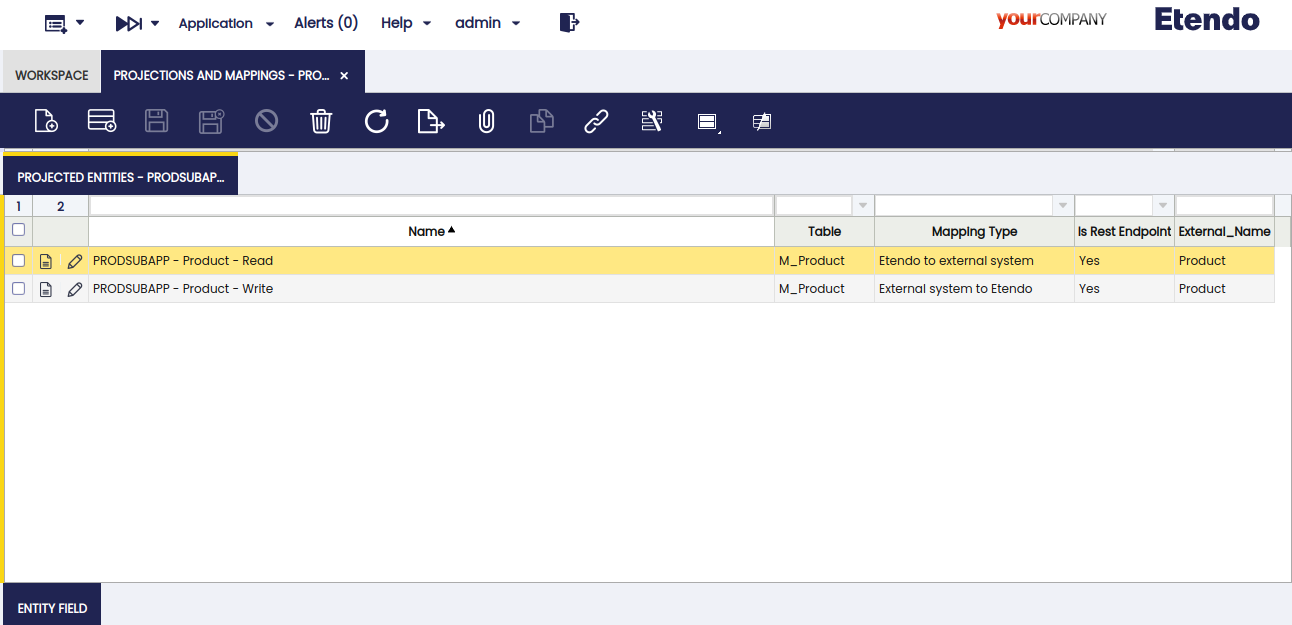 Application Alerts (0) Help admin yourCOMPANY Etendo
WORKSPACE PROJECTIONS AND MAPPINGS - PRO... ×
PROJECTED ENTITIES - PRODSUBAP...
1 2
Name Table Mapping Type Is Rest Endpoint External_Name
PRODSUBAPP - Product - Read M_Product Etendo to external system Yes Product
PRODSUBAPP - Product - Write M_Product External system to Etendo Yes Product
ENTITY FIELD